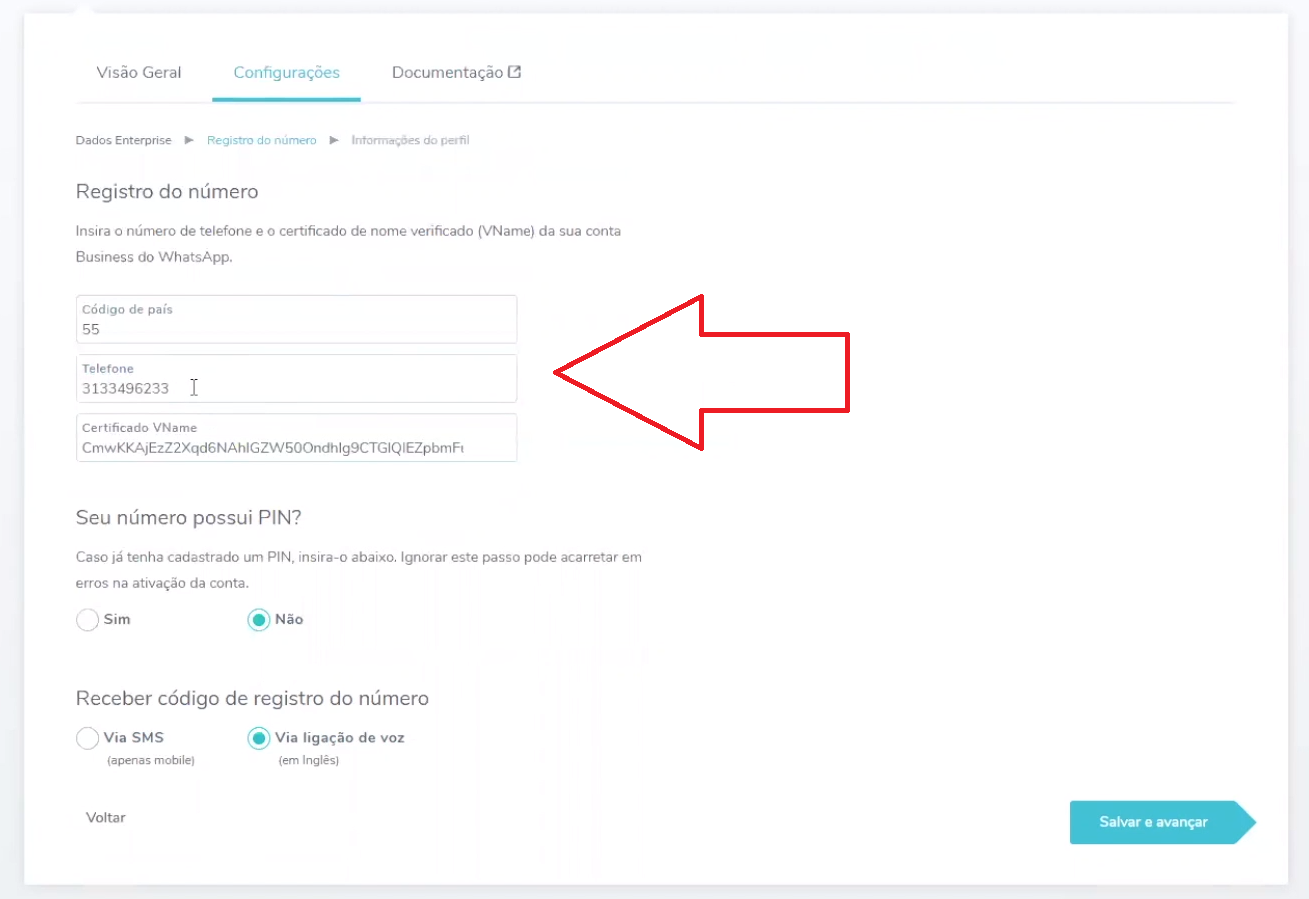 Visão Geral Configurações Documentação
Dados Enterprise ▶ Registro do número ▶ Informações do perfil
Registro do número
Insira o número de telefone e o certificado de nome verificado (VName) da sua conta
Business do WhatsApp.
Código de país
55
Telefone
3133496233
Certificado VName
Seu número possui PIN?
Caso já tenha cadastrado um PIN, insira-o abaixo. Ignorar este passo pode acarretar em
erros na ativação da conta.
Sim Não
Receber código de registro do número
Via SMS Via ligação de voz
(apenas mobile) (em Inglês)
Voltar
Salvar e avançar